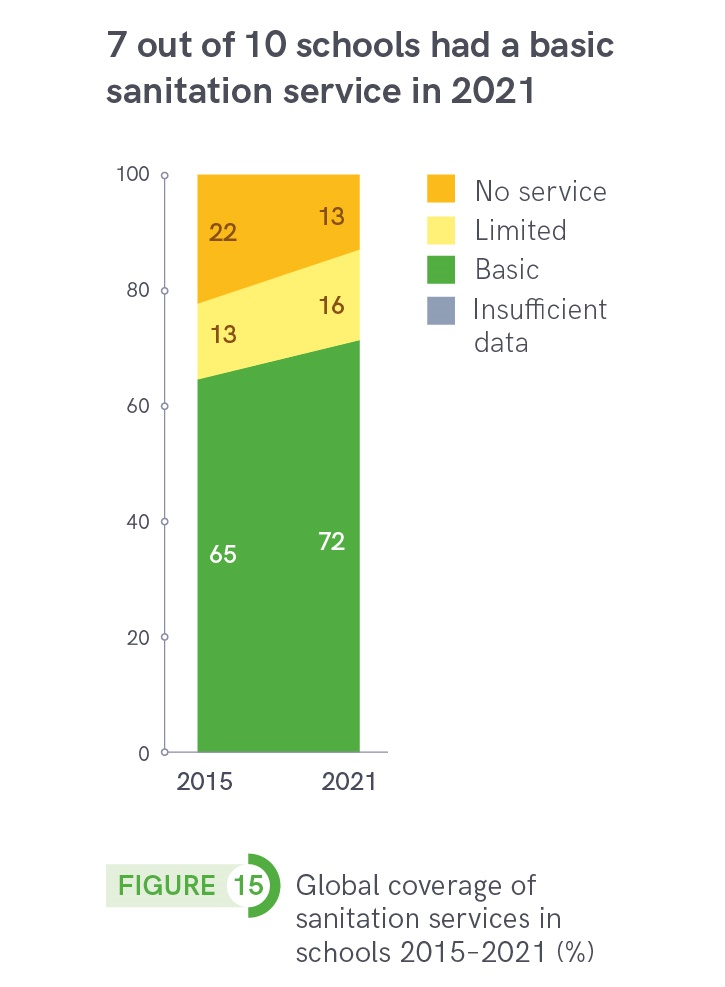 7 out of 10 schools had a basic
sanitation service in 2021
100
80
60
40
20
0
22
13
13
16
65
72
2015
2021
No service
Limited
Basic
Insufficient
data
FIGURE 15
Global coverage of
sanitation services in
schools 2015–2021 (%)